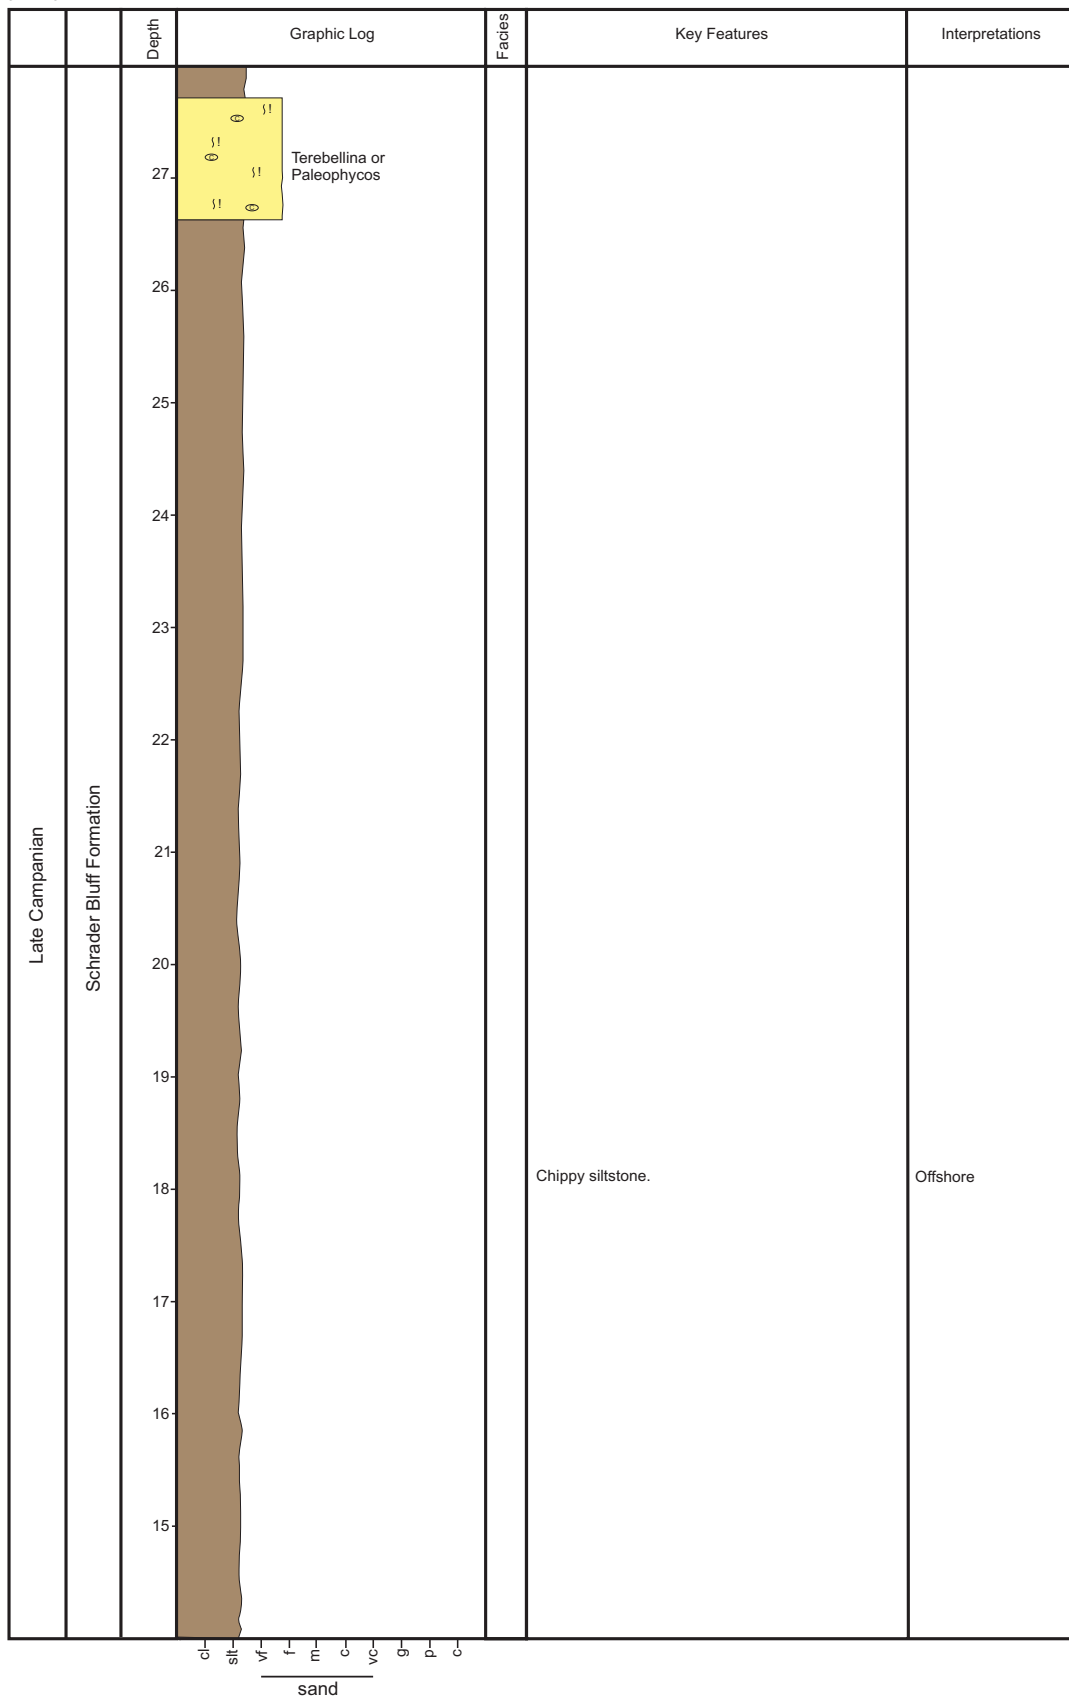 Depth
Graphic Log
Facies
Key Features
Interpretations
Terebellina or
Paleophycos
27
26
25
24
23
22
21
20
19
18
17
16
15
Late Campanian
Schrader Bluff Formation
Chippy siltstone.
Offshore
cl
slt
vf
f
m
c
vc
g
p
c
sand